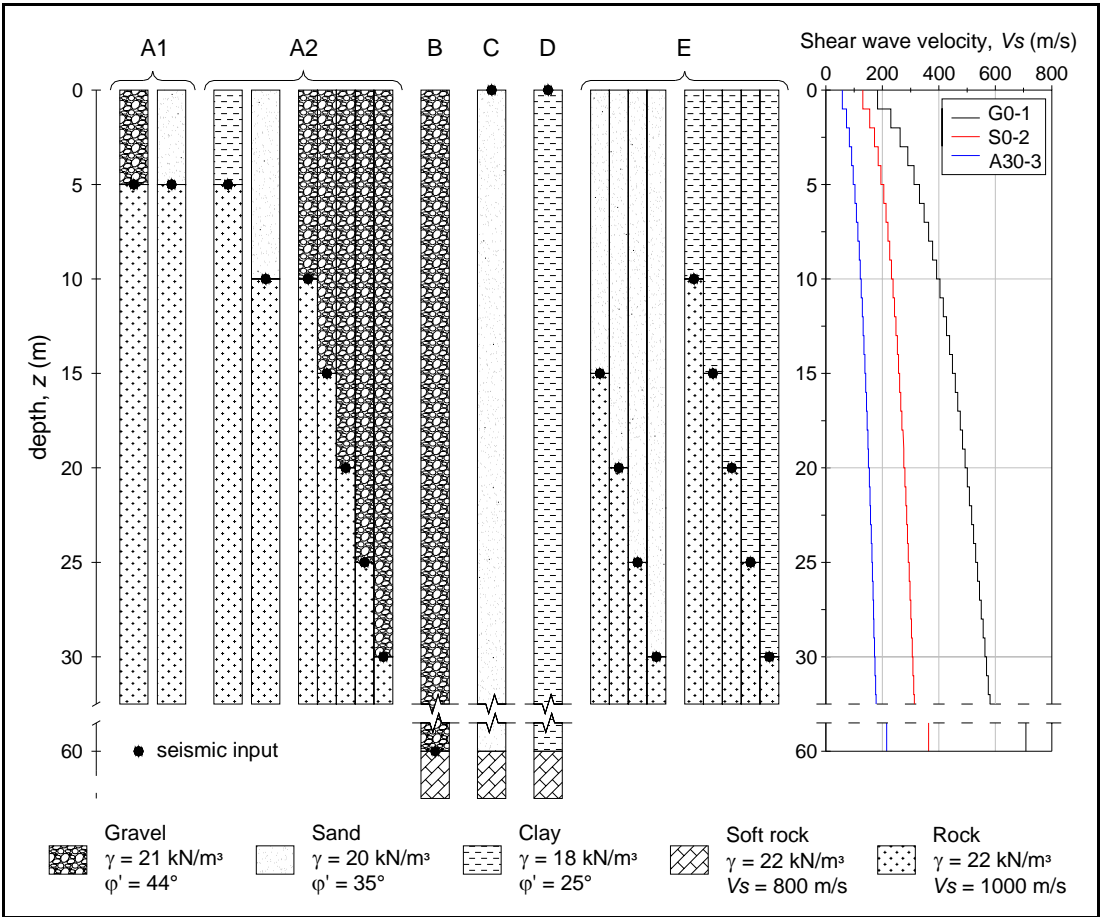 A1 A2 B C D E
Shear wave velocity, Vs (m/s)
0 200 400 600 800
G0-1
S0-2
A30-3
depth, z (m)
0
5
10
15
20
25
30
60
0
5
10
15
20
25
30
60
seismic input
Gravel
γ = 21 kN/m³
φ' = 44°
Sand
γ = 20 kN/m³
φ' = 35°
Clay
γ = 18 kN/m³
φ' = 25°
Soft rock
γ = 22 kN/m³
Vs = 800 m/s
Rock
γ = 22 kN/m³
Vs = 1000 m/s